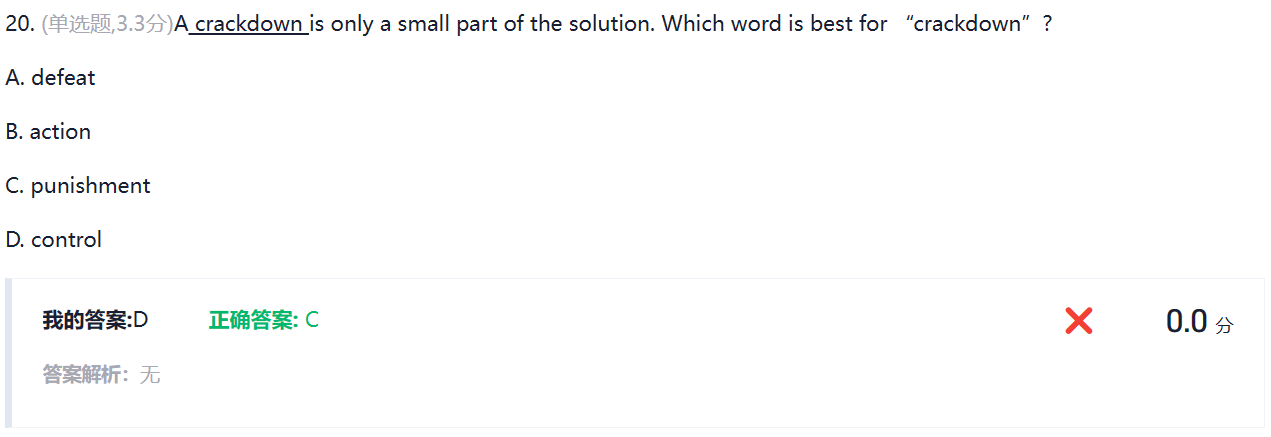 20. (单选题,3.3分)A crackdown is only a small part of the solution. Which word is best for “crackdown”?
A. defeat
B. action
C. punishment
D. control
我的答案:D 正确答案: C 0.0 分
答案解析：无